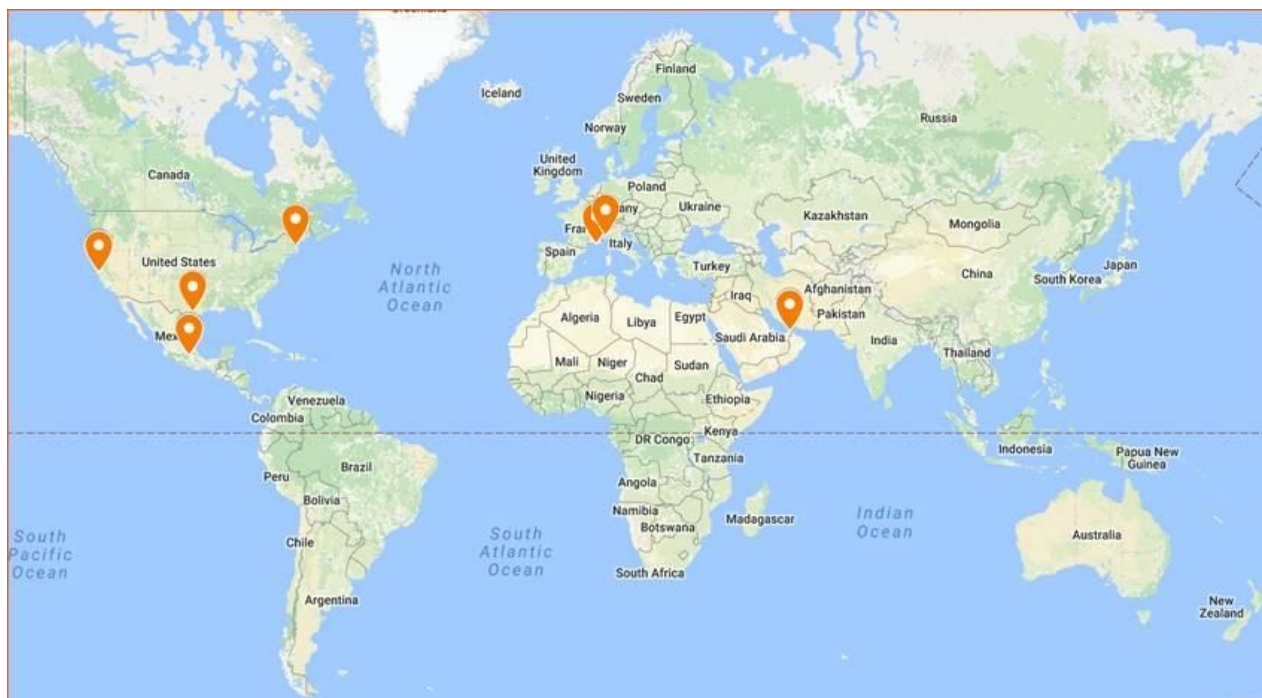 Finland
Iceland
Sweden
Russia
Norway
United
Kingdom
Canada
Poland
Ukraine
Kazakhstan
Mongolia
Fran
any
Italy
Spain
United States
North
Atlantic
Ocean
Turkey
China
South Korea
Japan
Afghanistan
Iraq
Pakistan
Algeria
Libya
Egypt
Saudi Arabia
India
Mex
Mali
Niger
Sudan
Thailand
Chad
Nigeria
Ethiopia
Venezuela
Colombia
Kenya
DR Congo
Indonesia
Papua New
Guinea
Tanzania
Brazil
Peru
Angola
Bolivia
Namibia
Botswana
Madagascar
Indian
Ocean
South
Pacific
Ocean
South
Atlantic
Ocean
Chile
Australia
South Africa
Argentina
New
Zealand